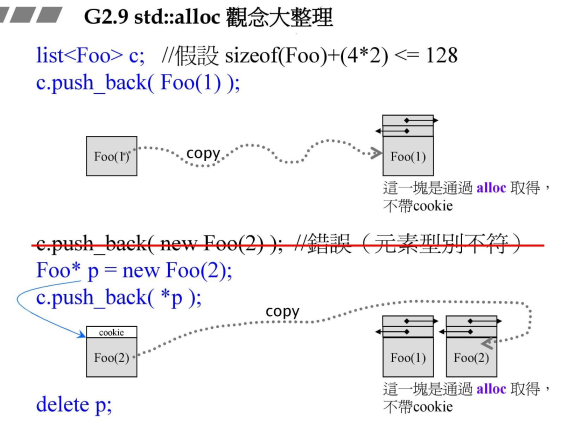 G2.9 std::alloc 觀念大整理
list<Foo> c; //假設 sizeof(Foo)+(4*2) <= 128
c.push_back( Foo(1) );
Foo(1)
copy
Foo(1)
這一塊是通過 alloc 取得，
不帶cookie
c.push_back( new Foo(2) ); //錯誤（元素型別不符）
Foo* p = new Foo(2);
c.push_back( *p );
copy
cookie
Foo(2)
Foo(1)
Foo(2)
這一塊是通過 alloc 取得，
不帶cookie
delete p;